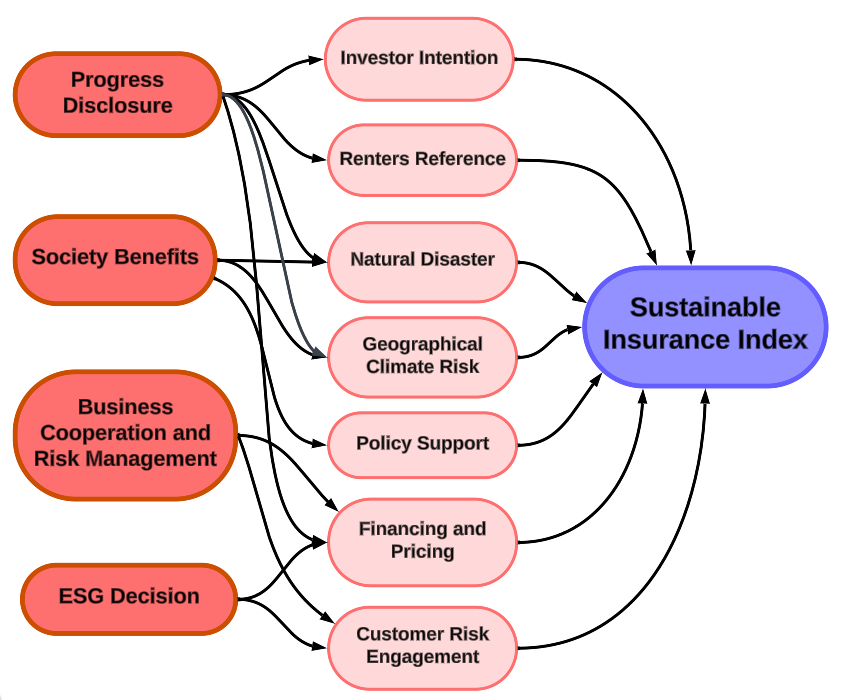 Progress
Disclosure
Society Benefits
Business
Cooperation and
Risk Management
ESG Decision
Investor Intention
Renters Reference
Natural Disaster
Geographical
Climate Risk
Policy Support
Financing and
Pricing
Customer Risk
Engagement
Sustainable
Insurance Index